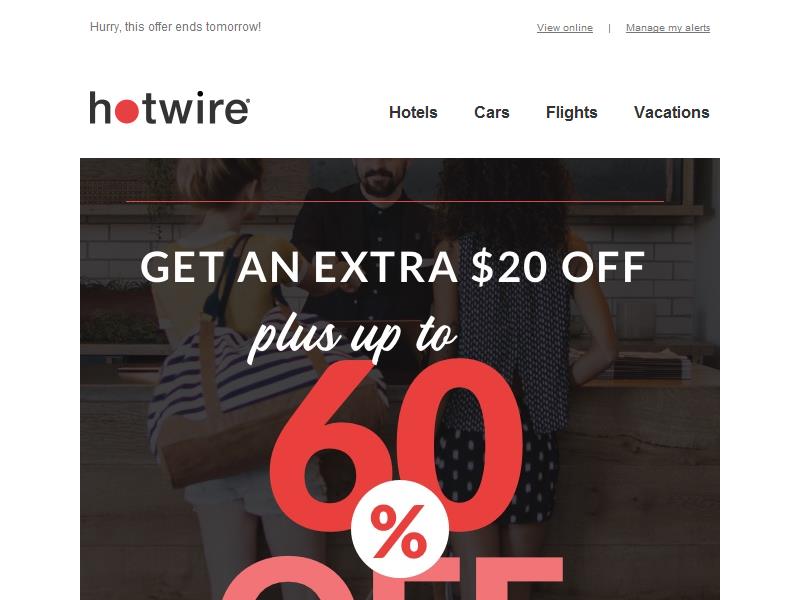 Hurry, this offer ends tomorrow!
View online | Manage my alerts
hotwire®
Hotels Cars Flights Vacations
GET AN EXTRA $20 OFF
plus up to
60
%
OFF